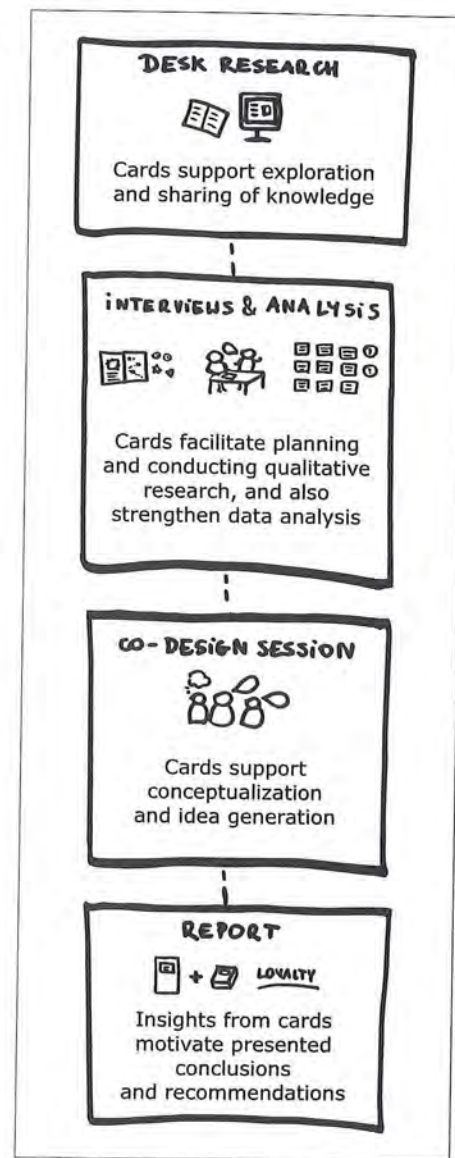 DESK RESEARCH
Cards support exploration
and sharing of knowledge
INTERVIEWS & ANALYSIS
Cards facilitate planning
and conducting qualitative
research, and also
strengthen data analysis
CO-DESIGN SESSION
Cards support
conceptualization
and idea generation
REPORT
+ LOYALTY
Insights from cards
motivate presented
conclusions
and recommendations